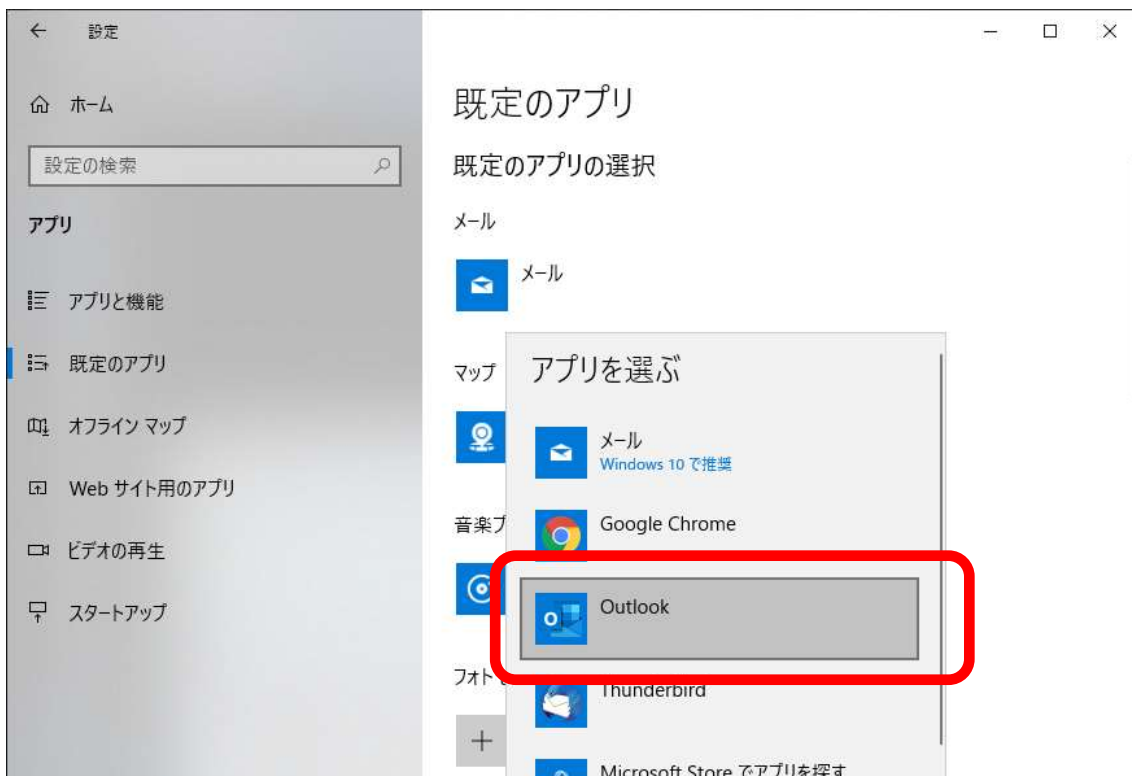 設定
ホーム
設定の検索
アプリ
アプリと機能
既定のアプリ
オフライン マップ
Web サイト用のアプリ
ビデオの再生
スタートアップ
既定のアプリ
既定のアプリの選択
メール
メール
マップ
音楽プ
フォト
アプリを選ぶ
メール
Windows 10 で推奨
Google Chrome
Outlook
Thunderbird
Microsoft Store でアプリを探す